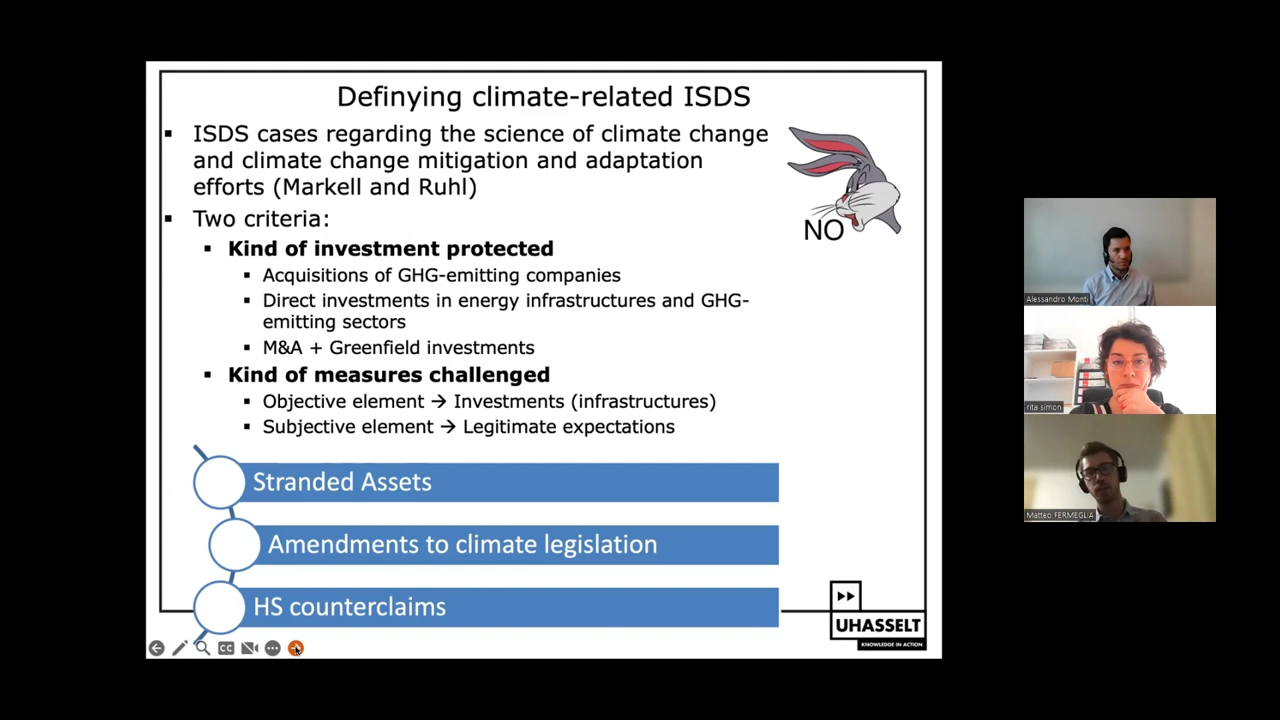 Definying climate-related ISDS
▪ ISDS cases regarding the science of climate change
and climate change mitigation and adaptation
efforts (Markell and Ruhl)
NO
▪ Two criteria:
▪ Kind of investment protected
▪ Acquisitions of GHG-emitting companies
▪ Direct investments in energy infrastructures and GHG-
emitting sectors
▪ M&A + Greenfield investments
▪ Kind of measures challenged
▪ Objective element → Investments (infrastructures)
▪ Subjective element → Legitimate expectations
Stranded Assets
Amendments to climate legislation
HS counterclaims
UHASSELT
KNOWLEDGE IN ACTION
CC
Alessandro Monti
rita simon
Matteo FERMEGLIA